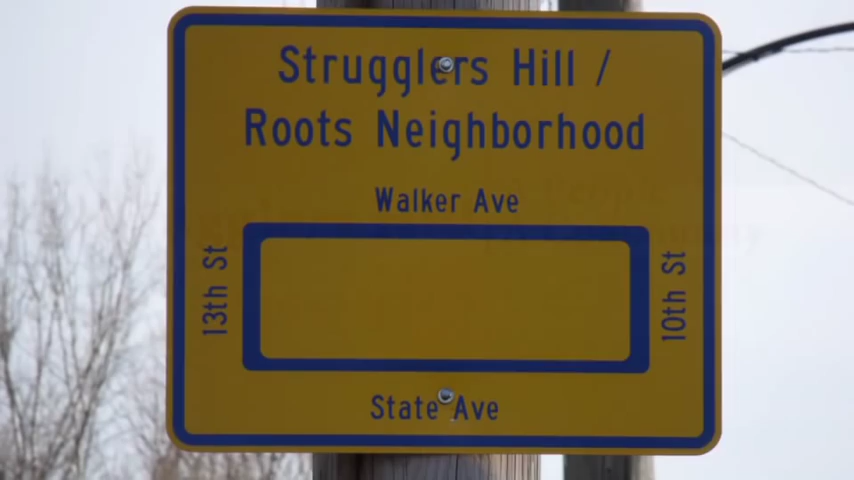 Strugglers Hill /
Roots Neighborhood
Walker Ave
13th St
10th St
State Ave